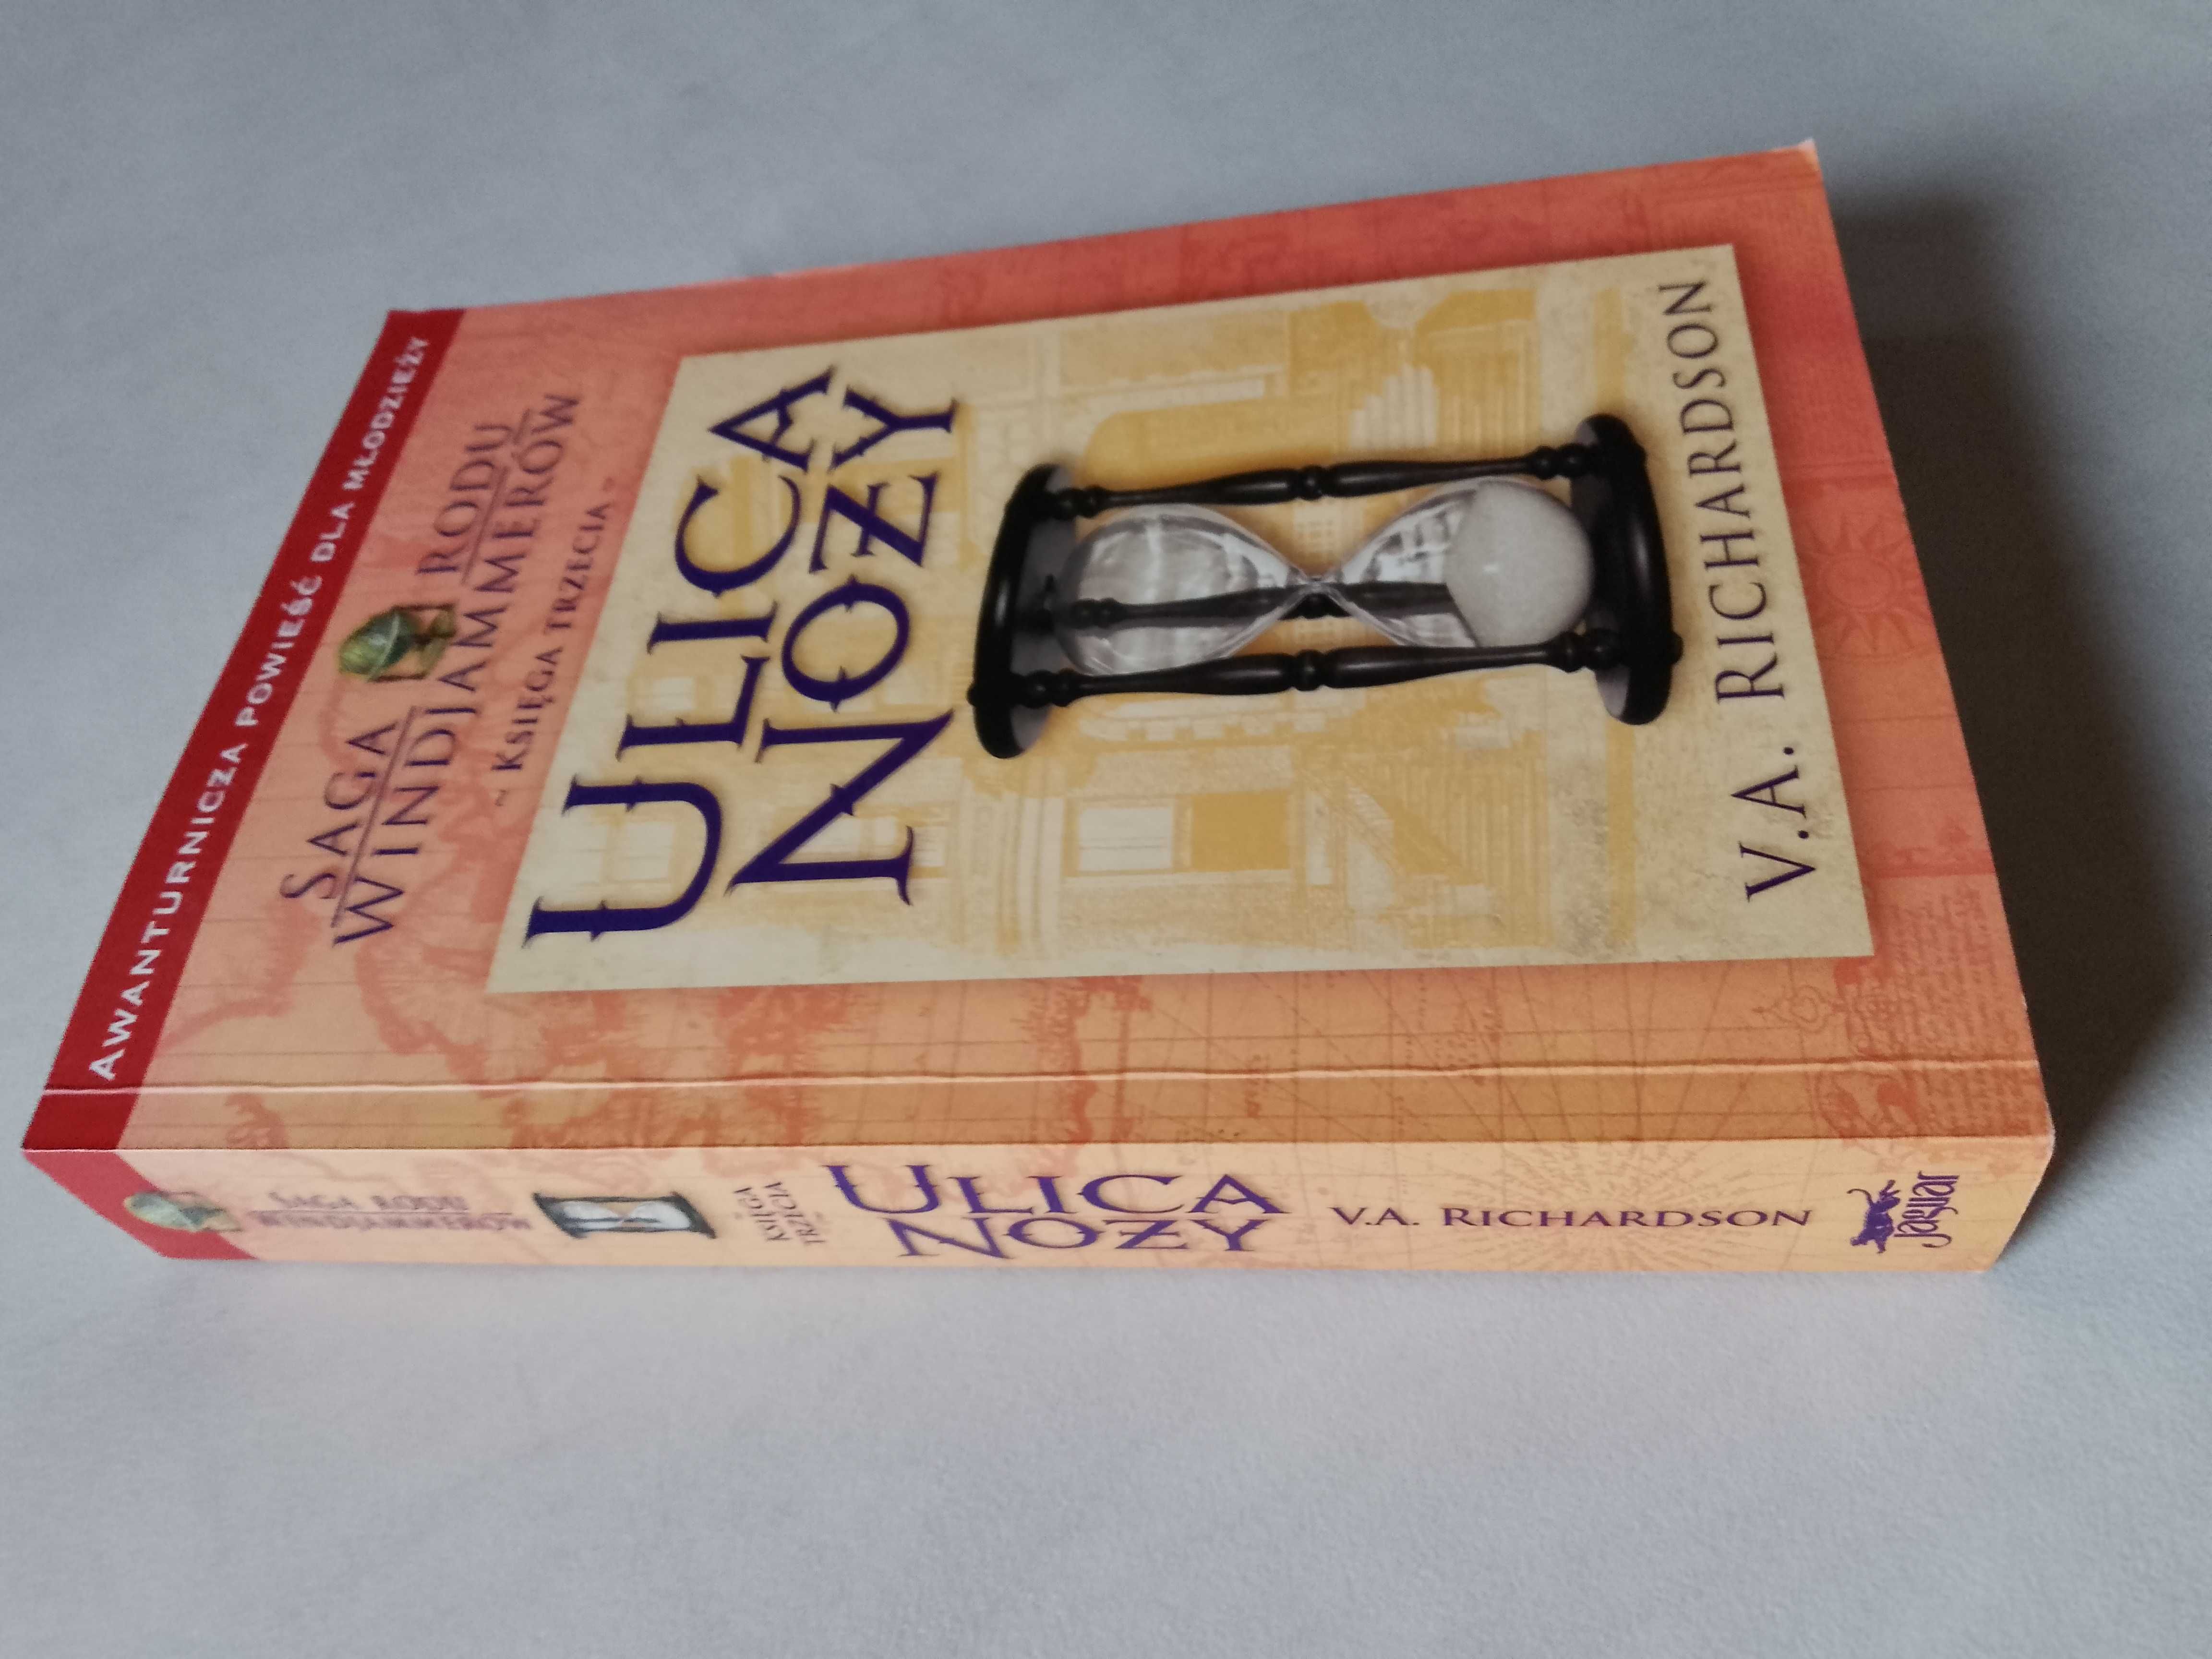 AWANTURNICZA POWIEŚĆ DLA MŁODZIEŻY
SAGA RODU
WINDJAMMERÓW
~ KSIĘGA TRZECIA ~
ULICA
NOŻY
V.A. RICHARDSON
SAGA RODU
WINDJAMMERÓW
KSIĘGA
TRZECIA
ULICA
NOŻY
V.A. RICHARDSON
Jaguar